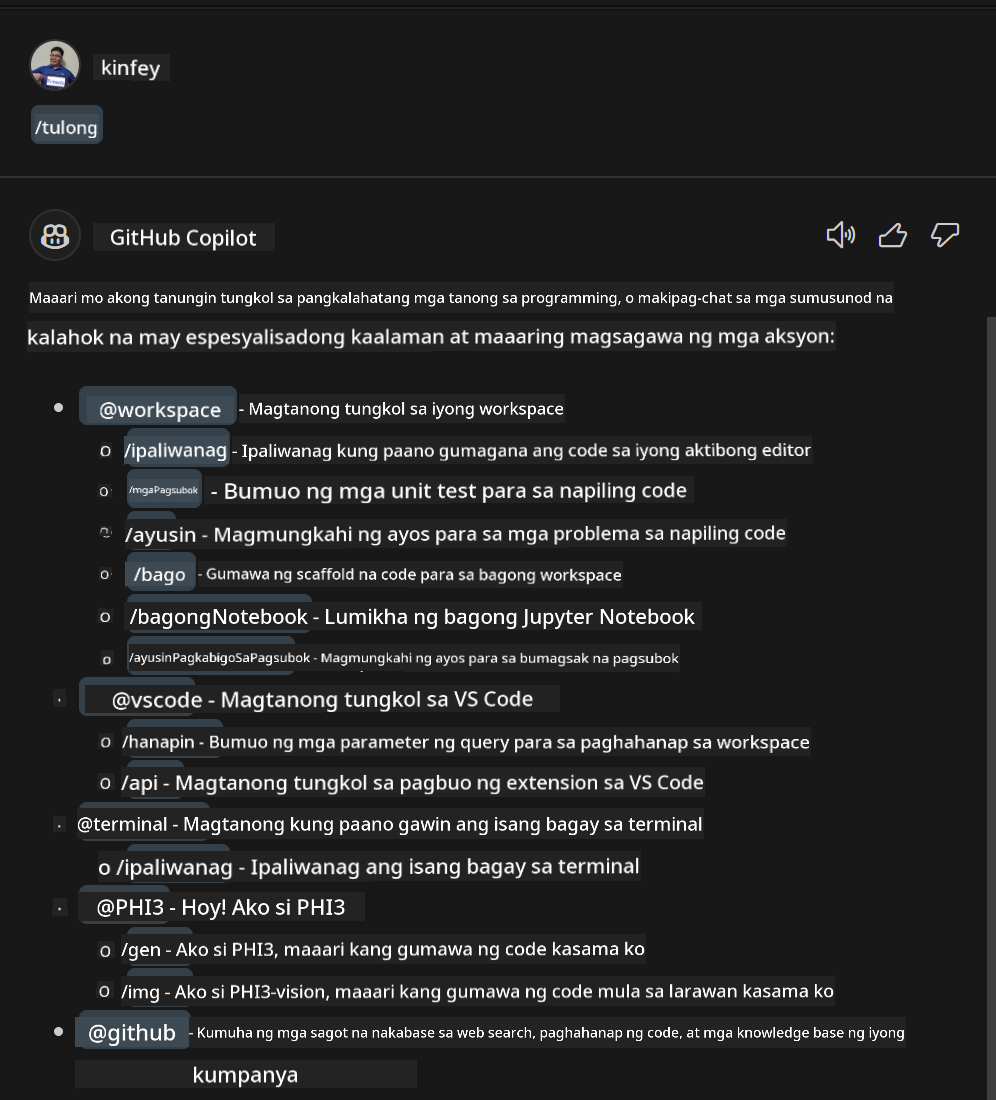 kinfey
/tulong
GitHub Copilot
Maaari mo akong tanungin tungkol sa pangkalahatang mga tanong sa programming, o makipag-chat sa mga sumusunod na
kalahok na may espesyalisadong kaalaman at maaaring magsagawa ng mga aksyon:
@workspace - Magtanong tungkol sa iyong workspace
o /ipaliwanag - Ipaliwanag kung paano gumagana ang code sa iyong aktibong editor
o /mgaPagsubok - Bumuo ng mga unit test para sa napiling code
/ayusin - Magmungkahi ng ayos para sa mga problema sa napiling code
o /bago - Gumawa ng scaffold na code para sa bagong workspace
o /bagongNotebook - Lumikha ng bagong Jupyter Notebook
o /ayusinPagkabigoSaPagsubok - Magmungkahi ng ayos para sa bumagsak na pagsubok
@vscode - Magtanong tungkol sa VS Code
o /hanapin - Bumuo ng mga parameter ng query para sa paghahanap sa workspace
o /api - Magtanong tungkol sa pagbuo ng extension sa VS Code
@terminal - Magtanong kung paano gawin ang isang bagay sa terminal
o /ipaliwanag - Ipaliwanag ang isang bagay sa terminal
@PHI3 - Hoy! Ako si PHI3
o /gen - Ako si PHI3, maaari kang gumawa ng code kasama ko
o /img - Ako si PHI3-vision, maaari kang gumawa ng code mula sa larawan kasama ko
@github - Kumuha ng mga sagot na nakabase sa web search, paghahanap ng code, at mga knowledge base ng iyong
kumpanya